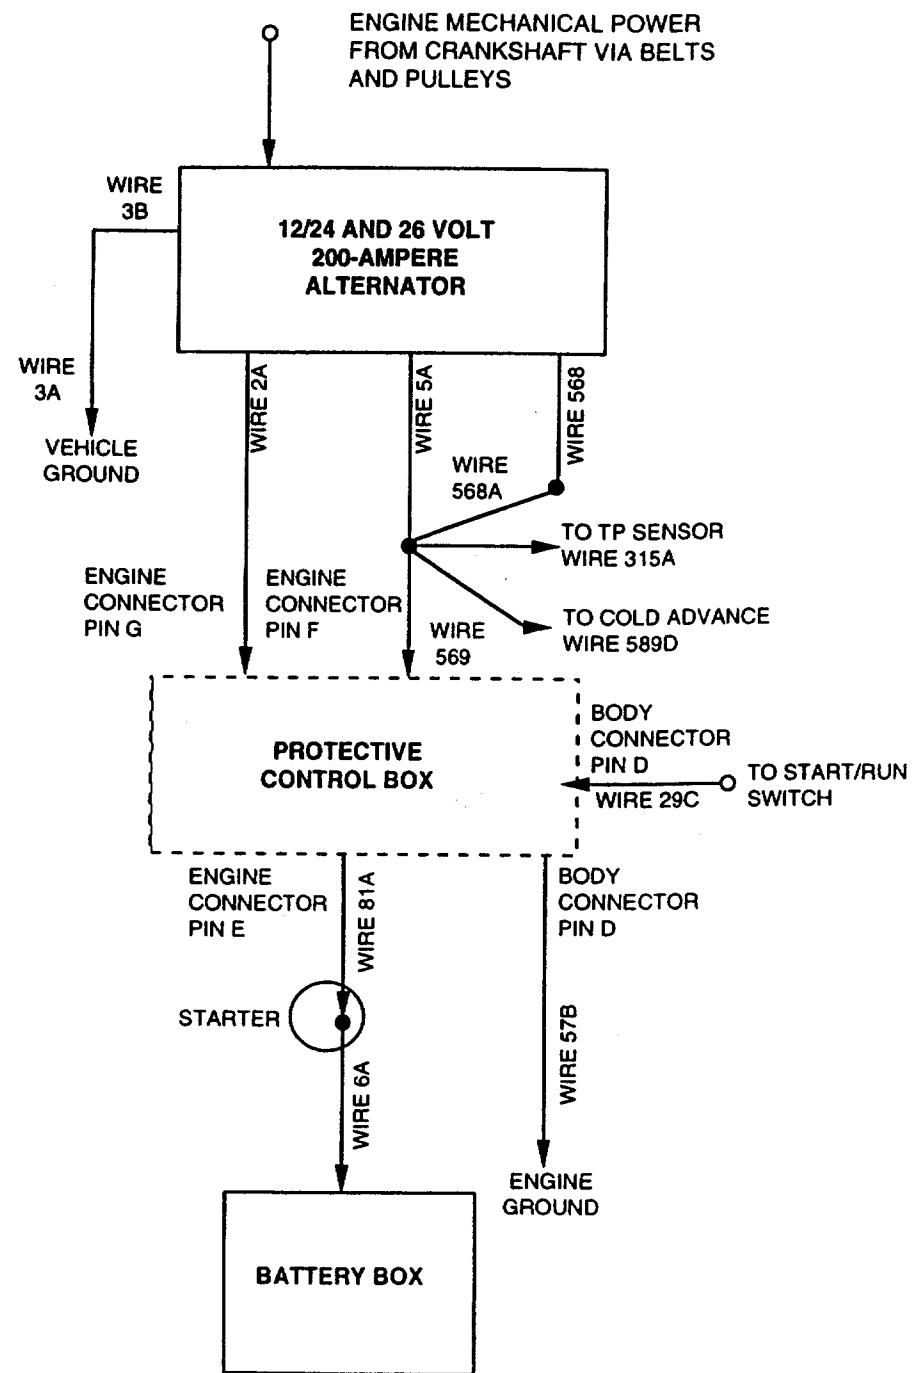 ENGINE MECHANICAL POWER
FROM CRANKSHAFT VIA BELTS
AND PULLEYS
WIRE
3B
12/24 AND 26 VOLT
200-AMPERE
ALTERNATOR
WIRE
3A
VEHICLE
GROUND
WIRE 2A
WIRE 5A
WIRE 568
WIRE
568A
TO TP SENSOR
WIRE 315A
ENGINE
CONNECTOR
PIN G
ENGINE
CONNECTOR
PIN F
TO COLD ADVANCE
WIRE 589D
WIRE
569
PROTECTIVE
CONTROL BOX
BODY
CONNECTOR
PIN D
WIRE 29C
TO START/RUN
SWITCH
ENGINE
CONNECTOR
PIN E
WIRE 81A
BODY
CONNECTOR
PIN D
STARTER
WIRE 6A
WIRE 57B
ENGINE
GROUND
BATTERY BOX